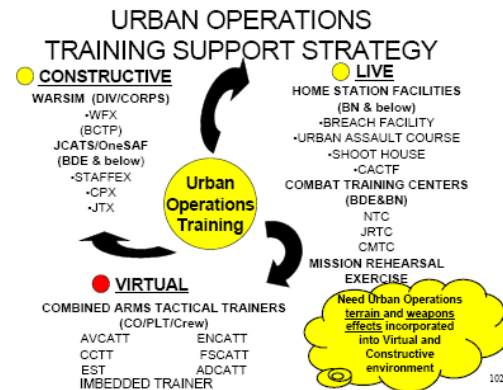 URBAN OPERATIONS
TRAINING SUPPORT STRATEGY
CONSTRUCTIVE
WARSIM (DIV/CORPS)
•WFX
(BCTP)
JCATS/OneSAF
(BDE & below)
•STAFFEX
•CPX
•JTX
LIVE
HOME STATION FACILITIES
(BN & below)
•BREACH FACILITY
•URBAN ASSAULT COURSE
•SHOOT HOUSE
•CACTF
COMBAT TRAINING CENTERS
(BDE&BN)
NTC
JRTC
CMTC
MISSION REHEARSAL
EXERCISE
Urban
Operations
Training
VIRTUAL
COMBINED ARMS TACTICAL TRAINERS
(CO/PLT/Crew)
AVCATT ENCATT
CCTT FSCATT
EST ADCATT
IMBEDDED TRAINER
Need Urban Operations
terrain and weapons
effects incorporated
into Virtual and
Constructive
environment